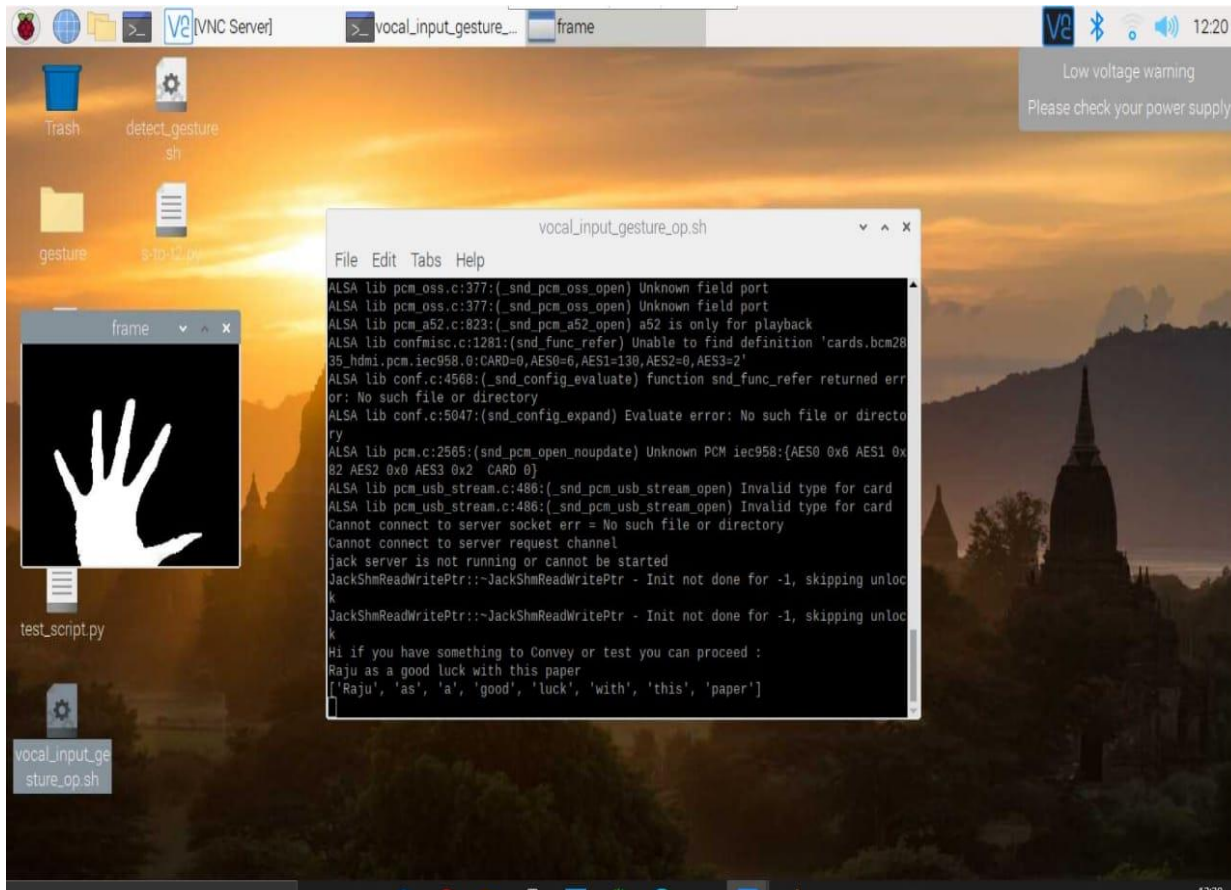 [VNC Server]
vocal_input_gesture_...
frame
12:20
Low voltage warning
Please check your power supply
Trash
detect_gesture
.sh
gesture
s-to-t2.py
frame
test_script.py
vocal_input_ge
sture_op.sh
vocal_input_gesture_op.sh
File Edit Tabs Help
ALSA lib pcm_oss.c:377:(_snd_pcm_oss_open) Unknown field port
ALSA lib pcm_oss.c:377:(_snd_pcm_oss_open) Unknown field port
ALSA lib pcm_a52.c:823:(_snd_pcm_a52_open) a52 is only for playback
ALSA lib confmisc.c:1281:(snd_func_refer) Unable to find definition 'cards.bcm28
35_hdmi.pcm.iec958.0:CARD=0,AES0=6,AES1=130,AES2=0,AES3=2'
ALSA lib conf.c:4568:(_snd_config_evaluate) function snd_func_refer returned err
or: No such file or directory
ALSA lib conf.c:5047:(snd_config_expand) Evaluate error: No such file or directo
ry
ALSA lib pcm.c:2565:(snd_pcm_open_noupdate) Unknown PCM iec958:{AES0 0x6 AES1 0x
82 AES2 0x0 AES3 0x2 CARD 0}
ALSA lib pcm_usb_stream.c:486:(_snd_pcm_usb_stream_open) Invalid type for card
ALSA lib pcm_usb_stream.c:486:(_snd_pcm_usb_stream_open) Invalid type for card
Cannot connect to server socket err = No such file or directory
Cannot connect to server request channel
jack server is not running or cannot be started
JackShmReadWritePtr::~JackShmReadWritePtr - Init not done for -1, skipping unloc
k
JackShmReadWritePtr::~JackShmReadWritePtr - Init not done for -1, skipping unloc
k
Hi if you have something to Convey or test you can proceed :
Raju as a good luck with this paper
['Raju', 'as', 'a', 'good', 'luck', 'with', 'this', 'paper']